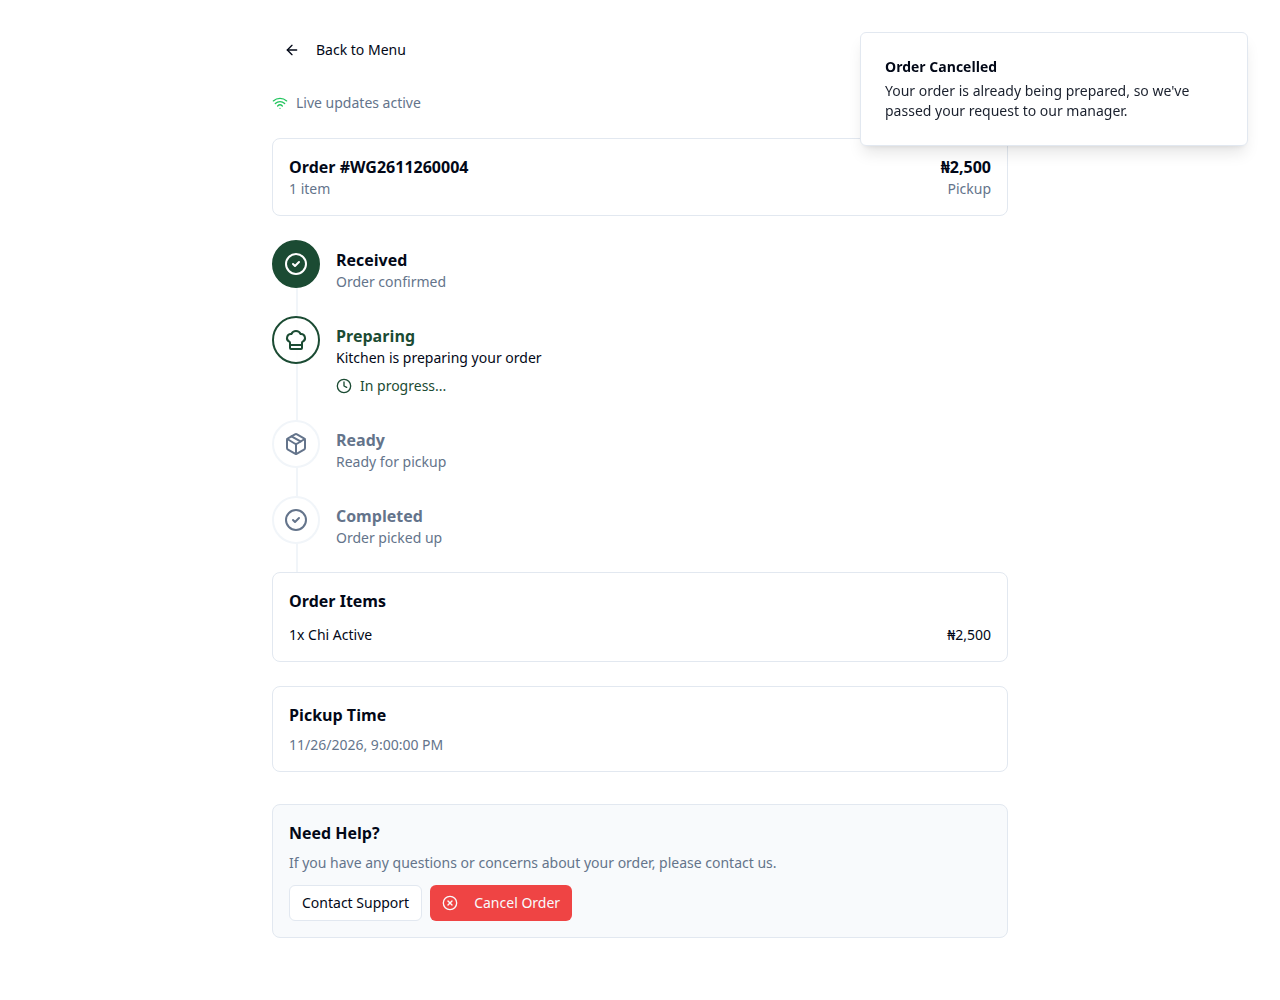 Back to Menu
Order Cancelled
Your order is already being prepared, so we've
passed your request to our manager.
Live updates active
Order #WG2611260004
₦2,500
1 item
Pickup
Received
Order confirmed
Preparing
Kitchen is preparing your order
In progress...
Ready
Ready for pickup
Completed
Order picked up
Order Items
1x Chi Active
₦2,500
Pickup Time
11/26/2026, 9:00:00 PM
Need Help?
If you have any questions or concerns about your order, please contact us.
Contact Support
Cancel Order